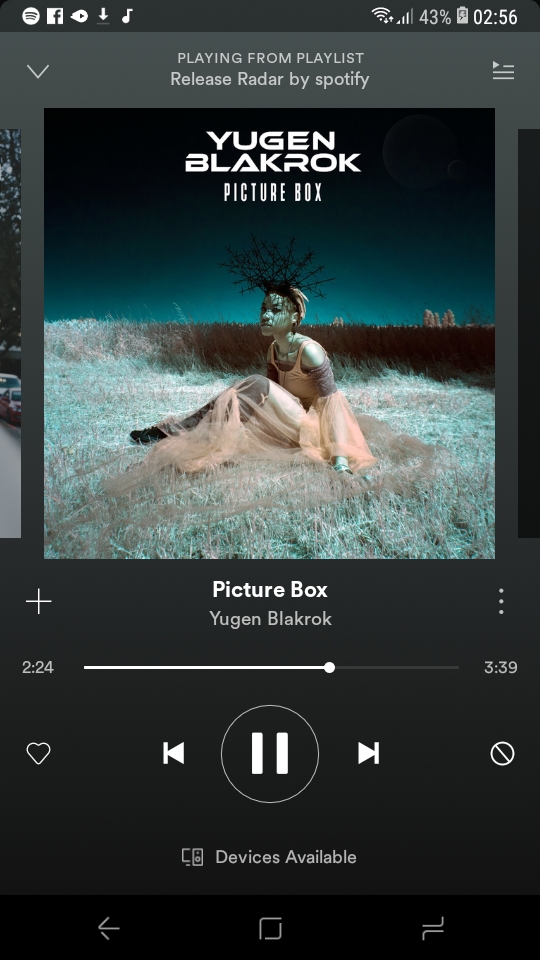 43% 02:56
PLAYING FROM PLAYLIST
Release Radar by spotify
YUGEN
BLAKROK
PICTURE BOX
Picture Box
Yugen Blakrok
2:24 3:39
Devices Available